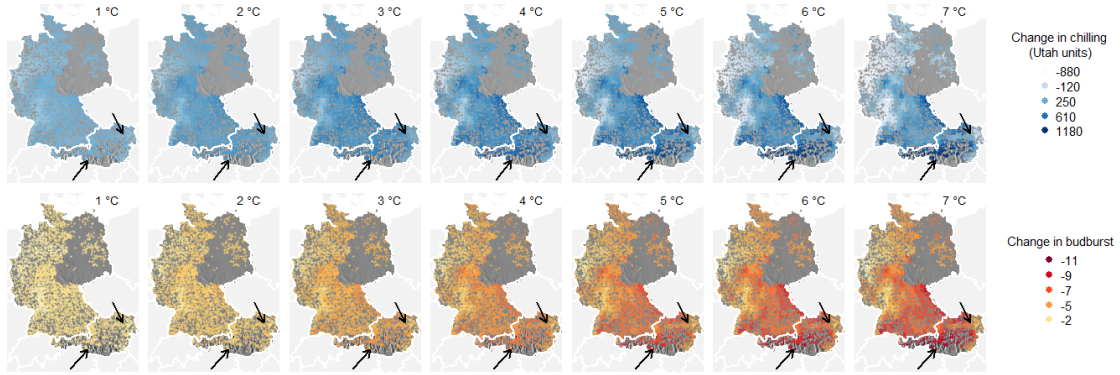 1 °C
2 °C
3 °C
4 °C
5 °C
6 °C
7 °C
Change in chilling
(Utah units)
-880
-120
250
610
1180
1 °C
2 °C
3 °C
4 °C
5 °C
6 °C
7 °C
Change in budburst
-11
-9
-7
-5
-2